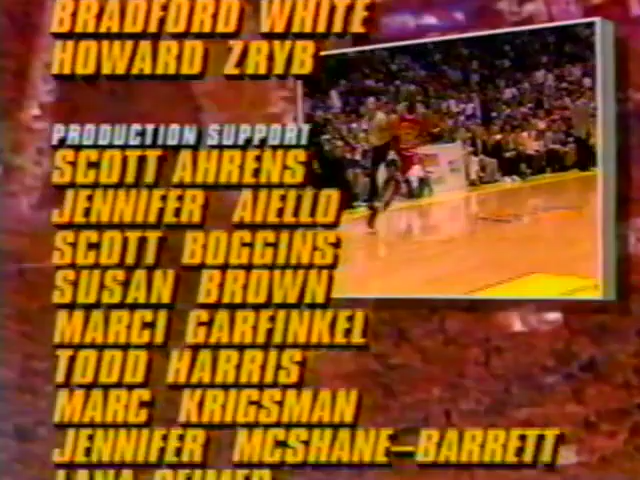 BRADFORD WHITE
HOWARD ZRYB
PRODUCTION SUPPORT
SCOTT AHRENS
JENNIFER AIELLO
SCOTT BOGGINS
SUSAN BROWN
MARCI GARFINKEL
TODD HARRIS
MARC KRIGSMAN
JENNIFER MCSHANE-BARRETT